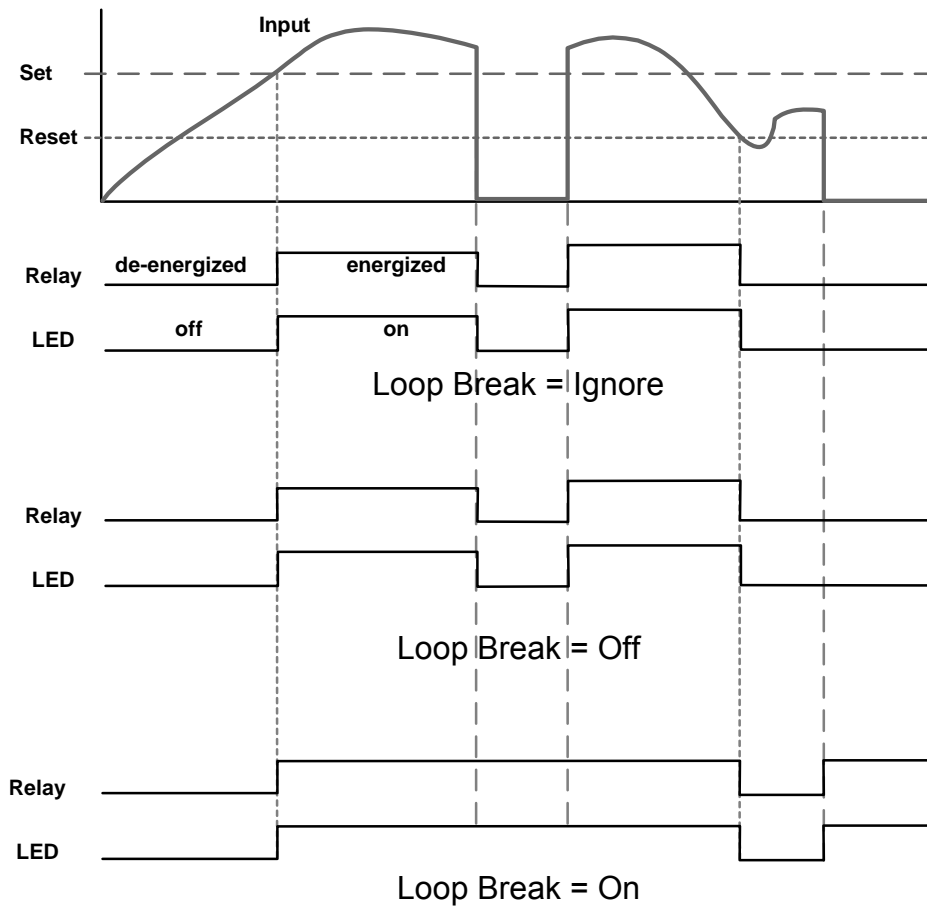 Input
Set
Reset
de-energized energized
Relay
off on
LED
Loop Break = Ignore
Relay
LED
Loop Break = Off
Relay
LED
Loop Break = On